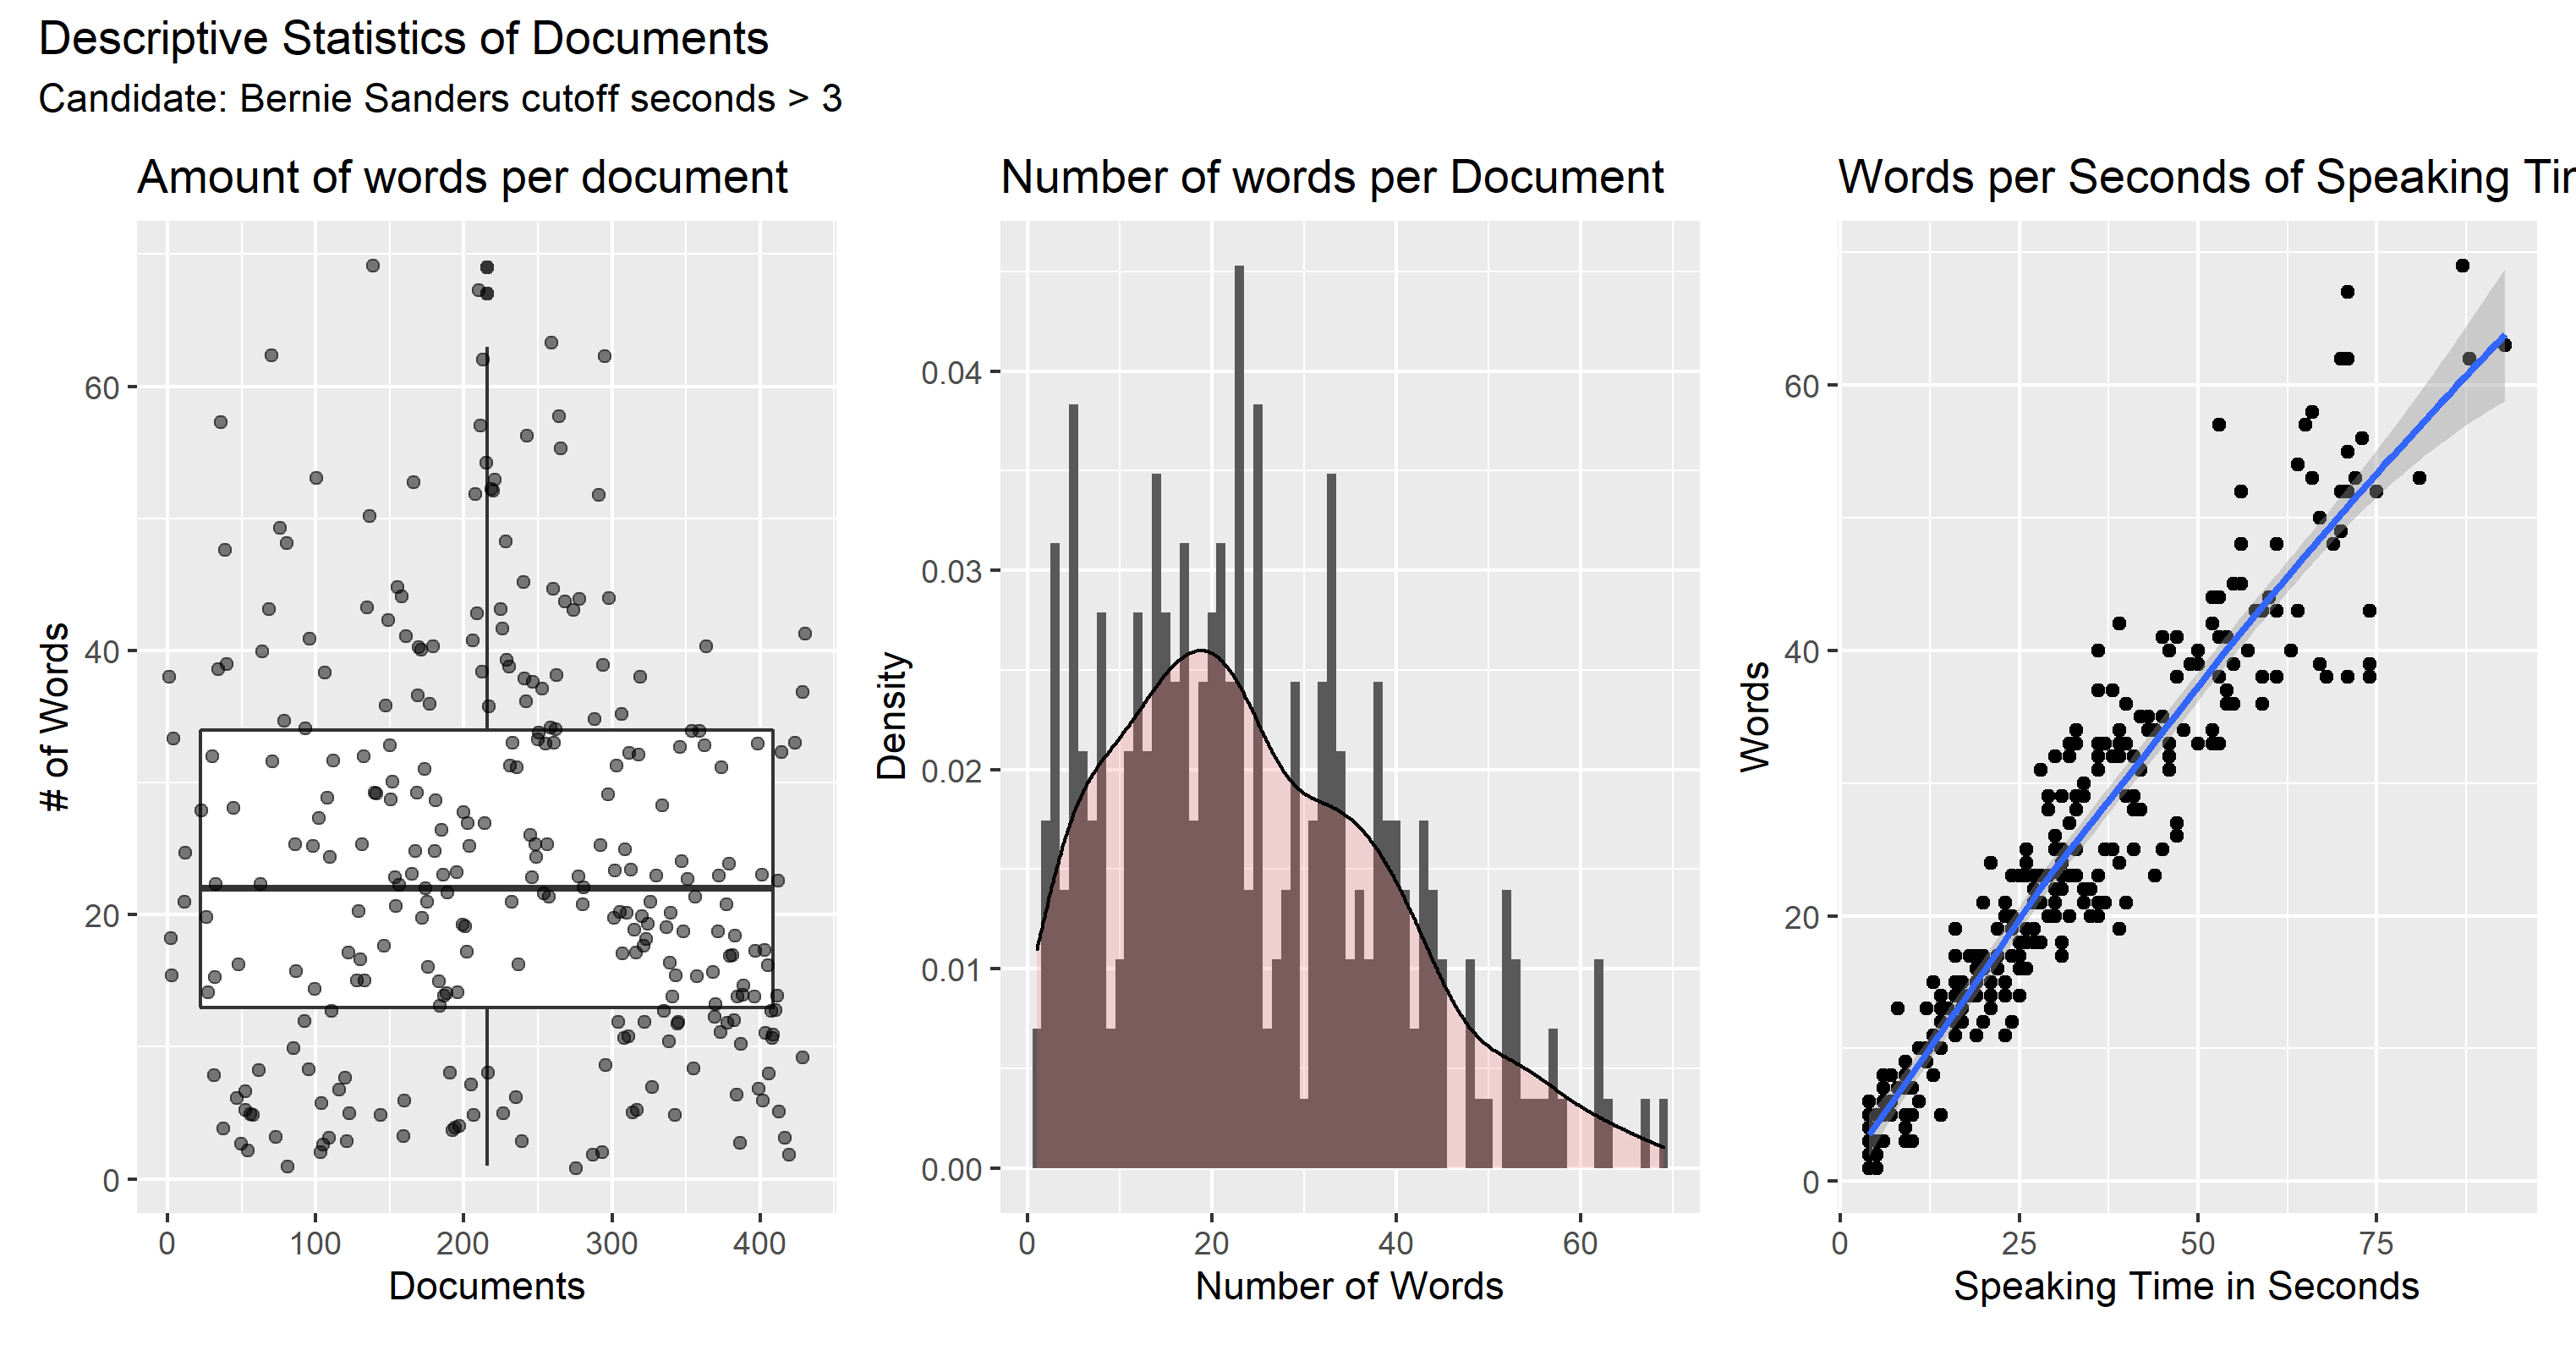 Descriptive Statistics of Documents
Candidate: Bernie Sanders cutoff seconds > 3
Amount of words per document
# of Words
60
40
20
0
0 100 200 300 400
Documents
Number of words per Document
Density
0.04
0.03
0.02
0.01
0.00
0 20 40 60
Number of Words
Words per Seconds of Speaking
Words
60
40
20
0
0 25 50 75
Speaking Time in Seconds